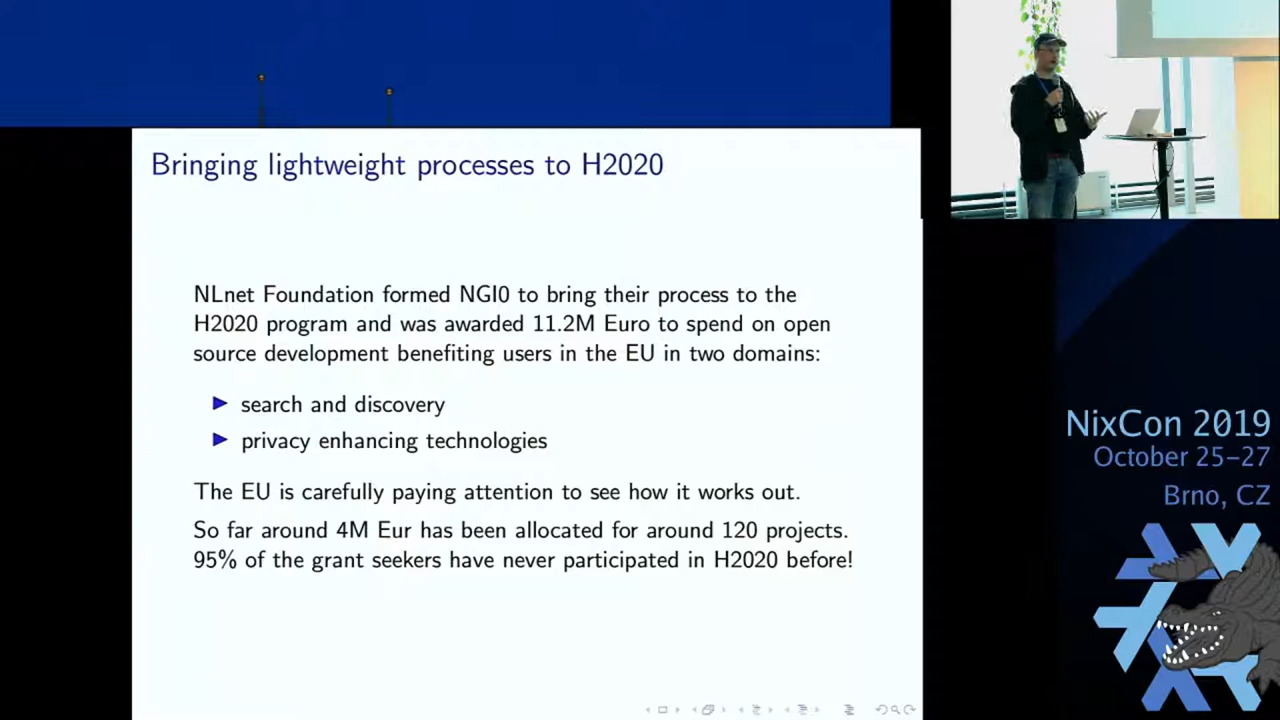 Bringing lightweight processes to H2020
NLnet Foundation formed NGI0 to bring their process to the
H2020 program and was awarded 11.2M Euro to spend on open
source development benefiting users in the EU in two domains:
search and discovery
privacy enhancing technologies
The EU is carefully paying attention to see how it works out.
So far around 4M Eur has been allocated for around 120 projects.
95% of the grant seekers have never participated in H2020 before!
NixCon 2019
October 25–27
Brno, CZ